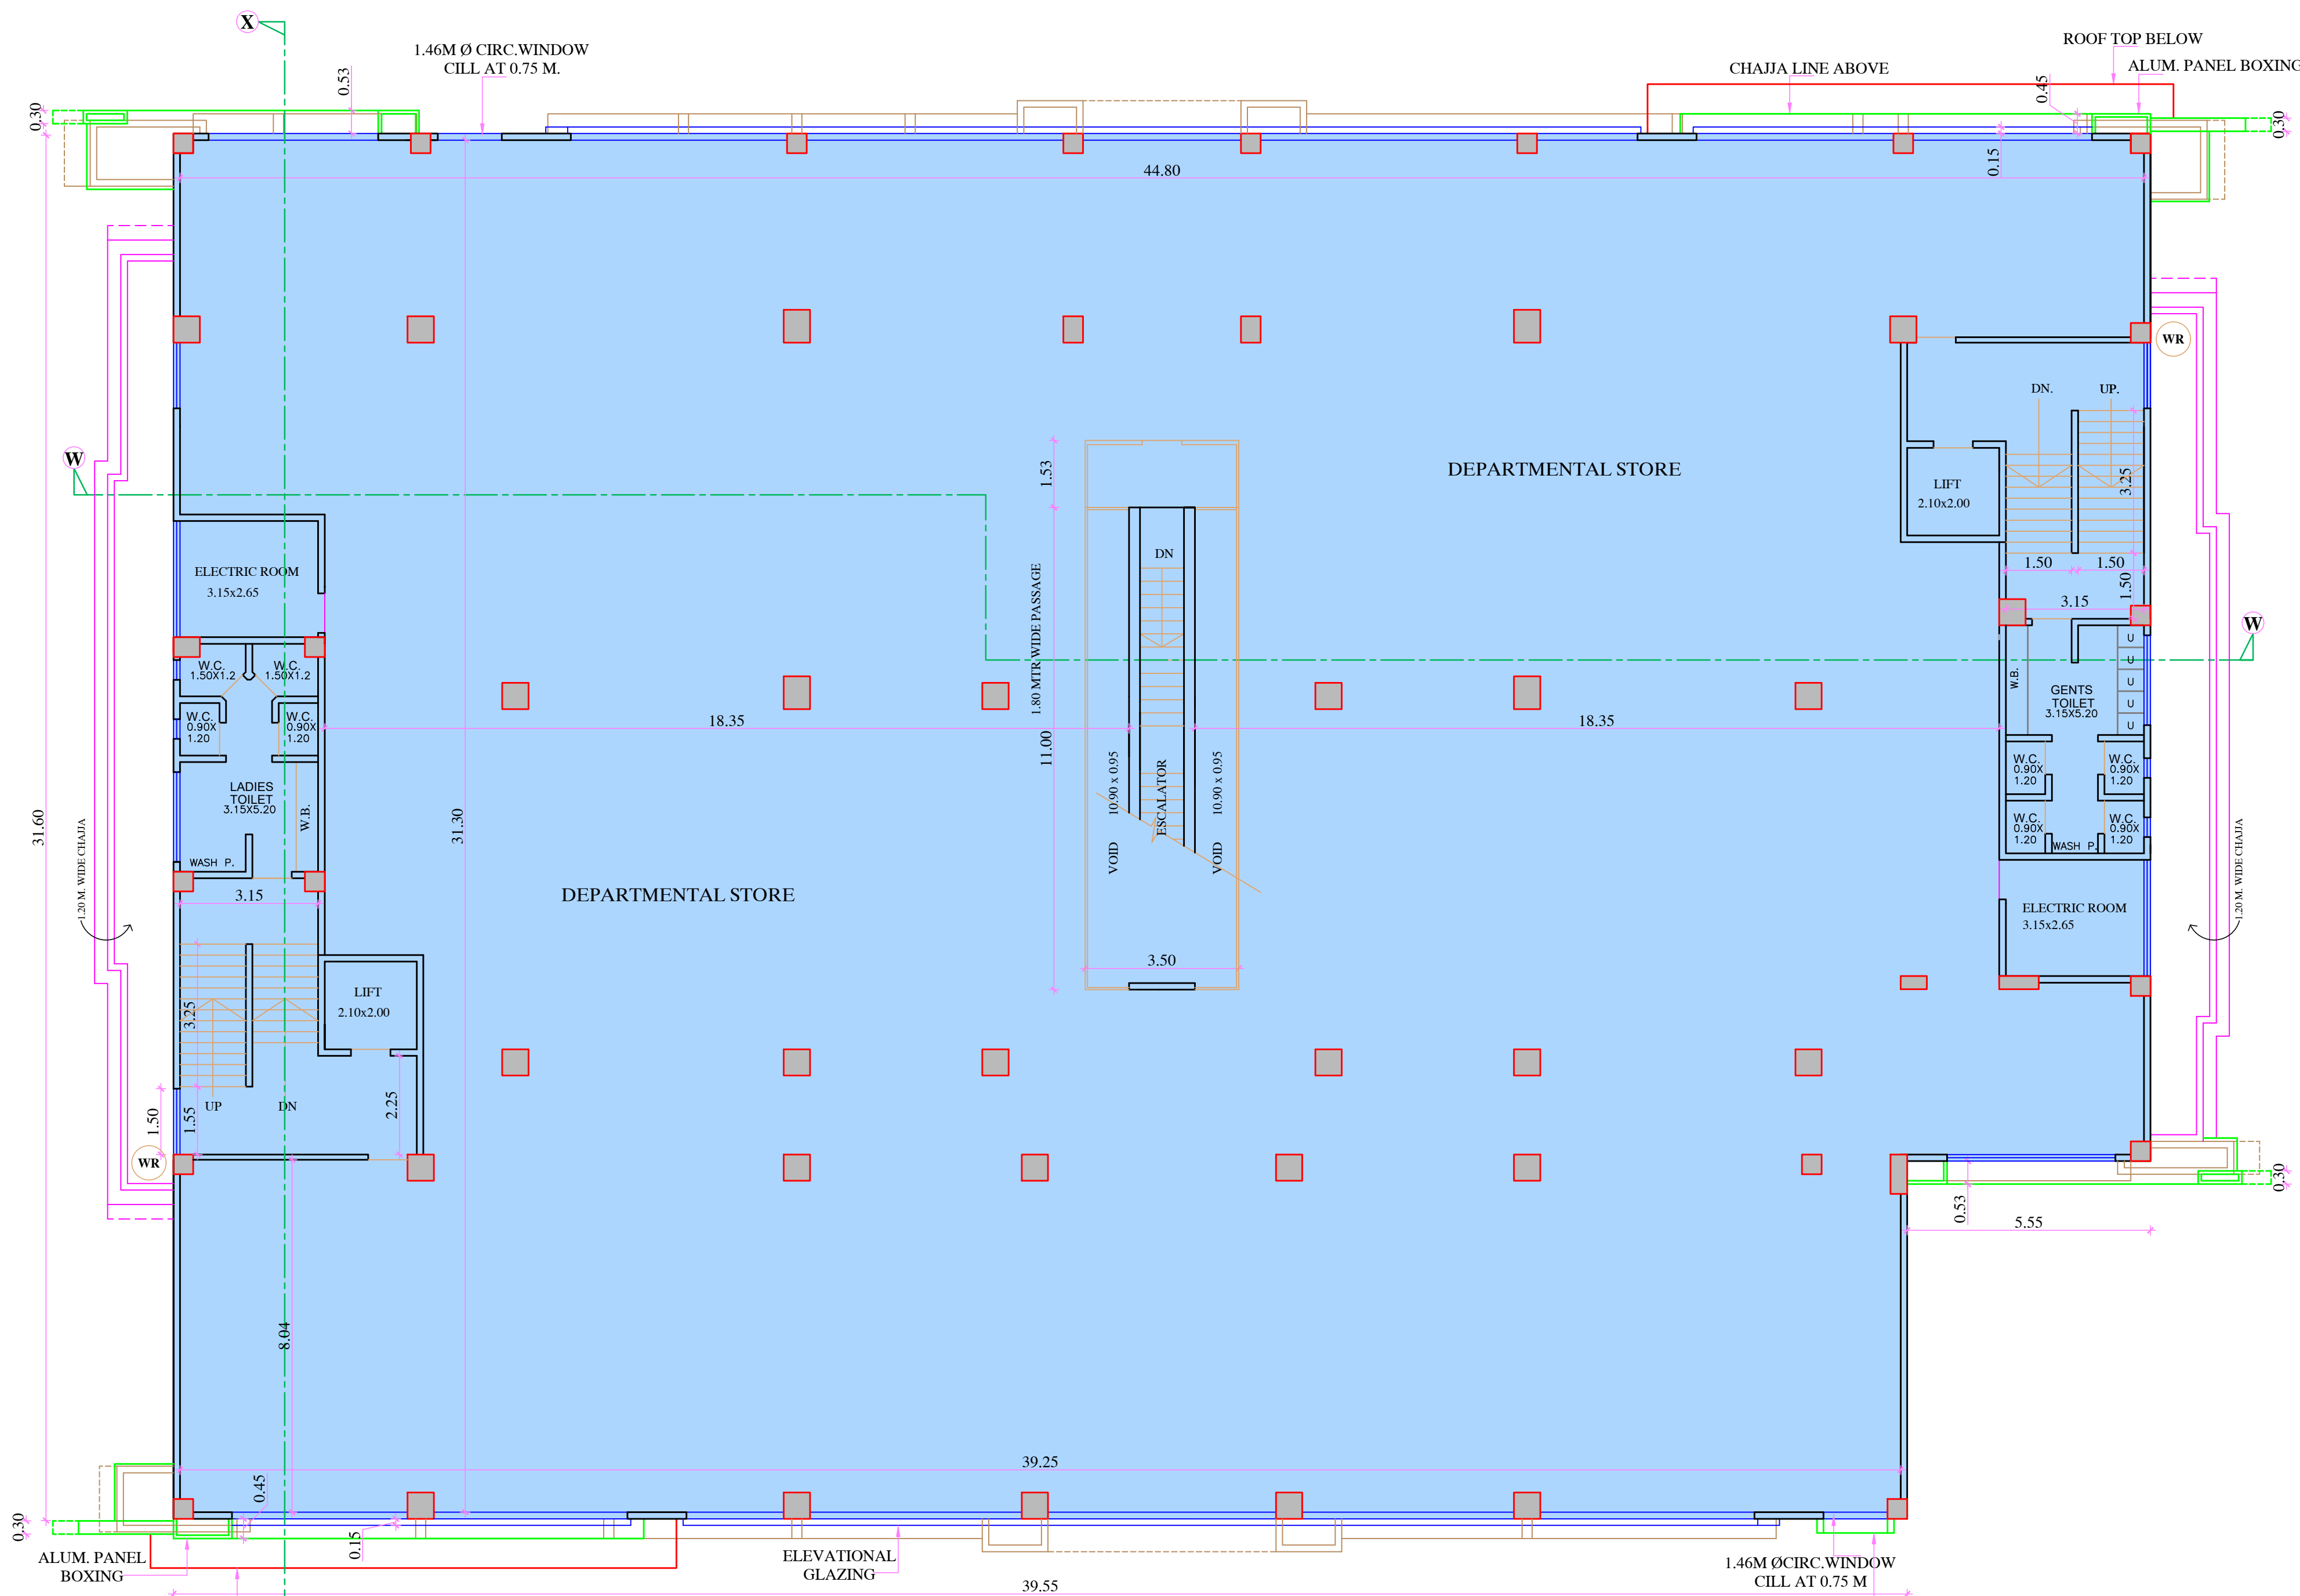 X
1.46M Ø CIRC.WINDOW
CILL AT 0.75 M.
ROOF TOP BELOW
CHAJJA LINE ABOVE
ALUM. PANEL BOXING
0.53
0.45
0.30
0.30
0.15
44.80
WR
DN.
UP.
W
1.53
DEPARTMENTAL STORE
LIFT
2.10x2.00
3.25
DN
ELECTRIC ROOM
3.15x2.65
1.50
1.50
1.50
3.15
1.80 MTR WIDE PASSAGE
W
U
U
U
U
U
W.C.
1.50X1.2
W.C.
1.50X1.2
W.B.
GENTS
TOILET
3.15X5.20
W.C.
0.90X
1.20
W.C.
0.90X
1.20
18.35
18.35
11.00
W.C.
0.90X
1.20
W.C.
0.90X
1.20
LADIES
TOILET
3.15X5.20
W.B.
VOID 10.90 x 0.95
ESCALATOR
VOID 10.90 x 0.95
31.60
31.30
W.C.
0.90X
1.20
W.C.
0.90X
1.20
WASH P.
WASH P.
1.20 M. WIDE CHAJJA
1.20 M. WIDE CHAJJA
3.15
DEPARTMENTAL STORE
ELECTRIC ROOM
3.15x2.65
3.50
LIFT
2.10x2.00
3.25
UP
DN
2.25
1.50
1.55
WR
0.30
0.53
5.55
8.04
39.25
0.45
0.30
0.15
ALUM. PANEL
BOXING
ELEVATIONAL
GLAZING
1.46M ØCIRC.WINDOW
CILL AT 0.75 M
39.55